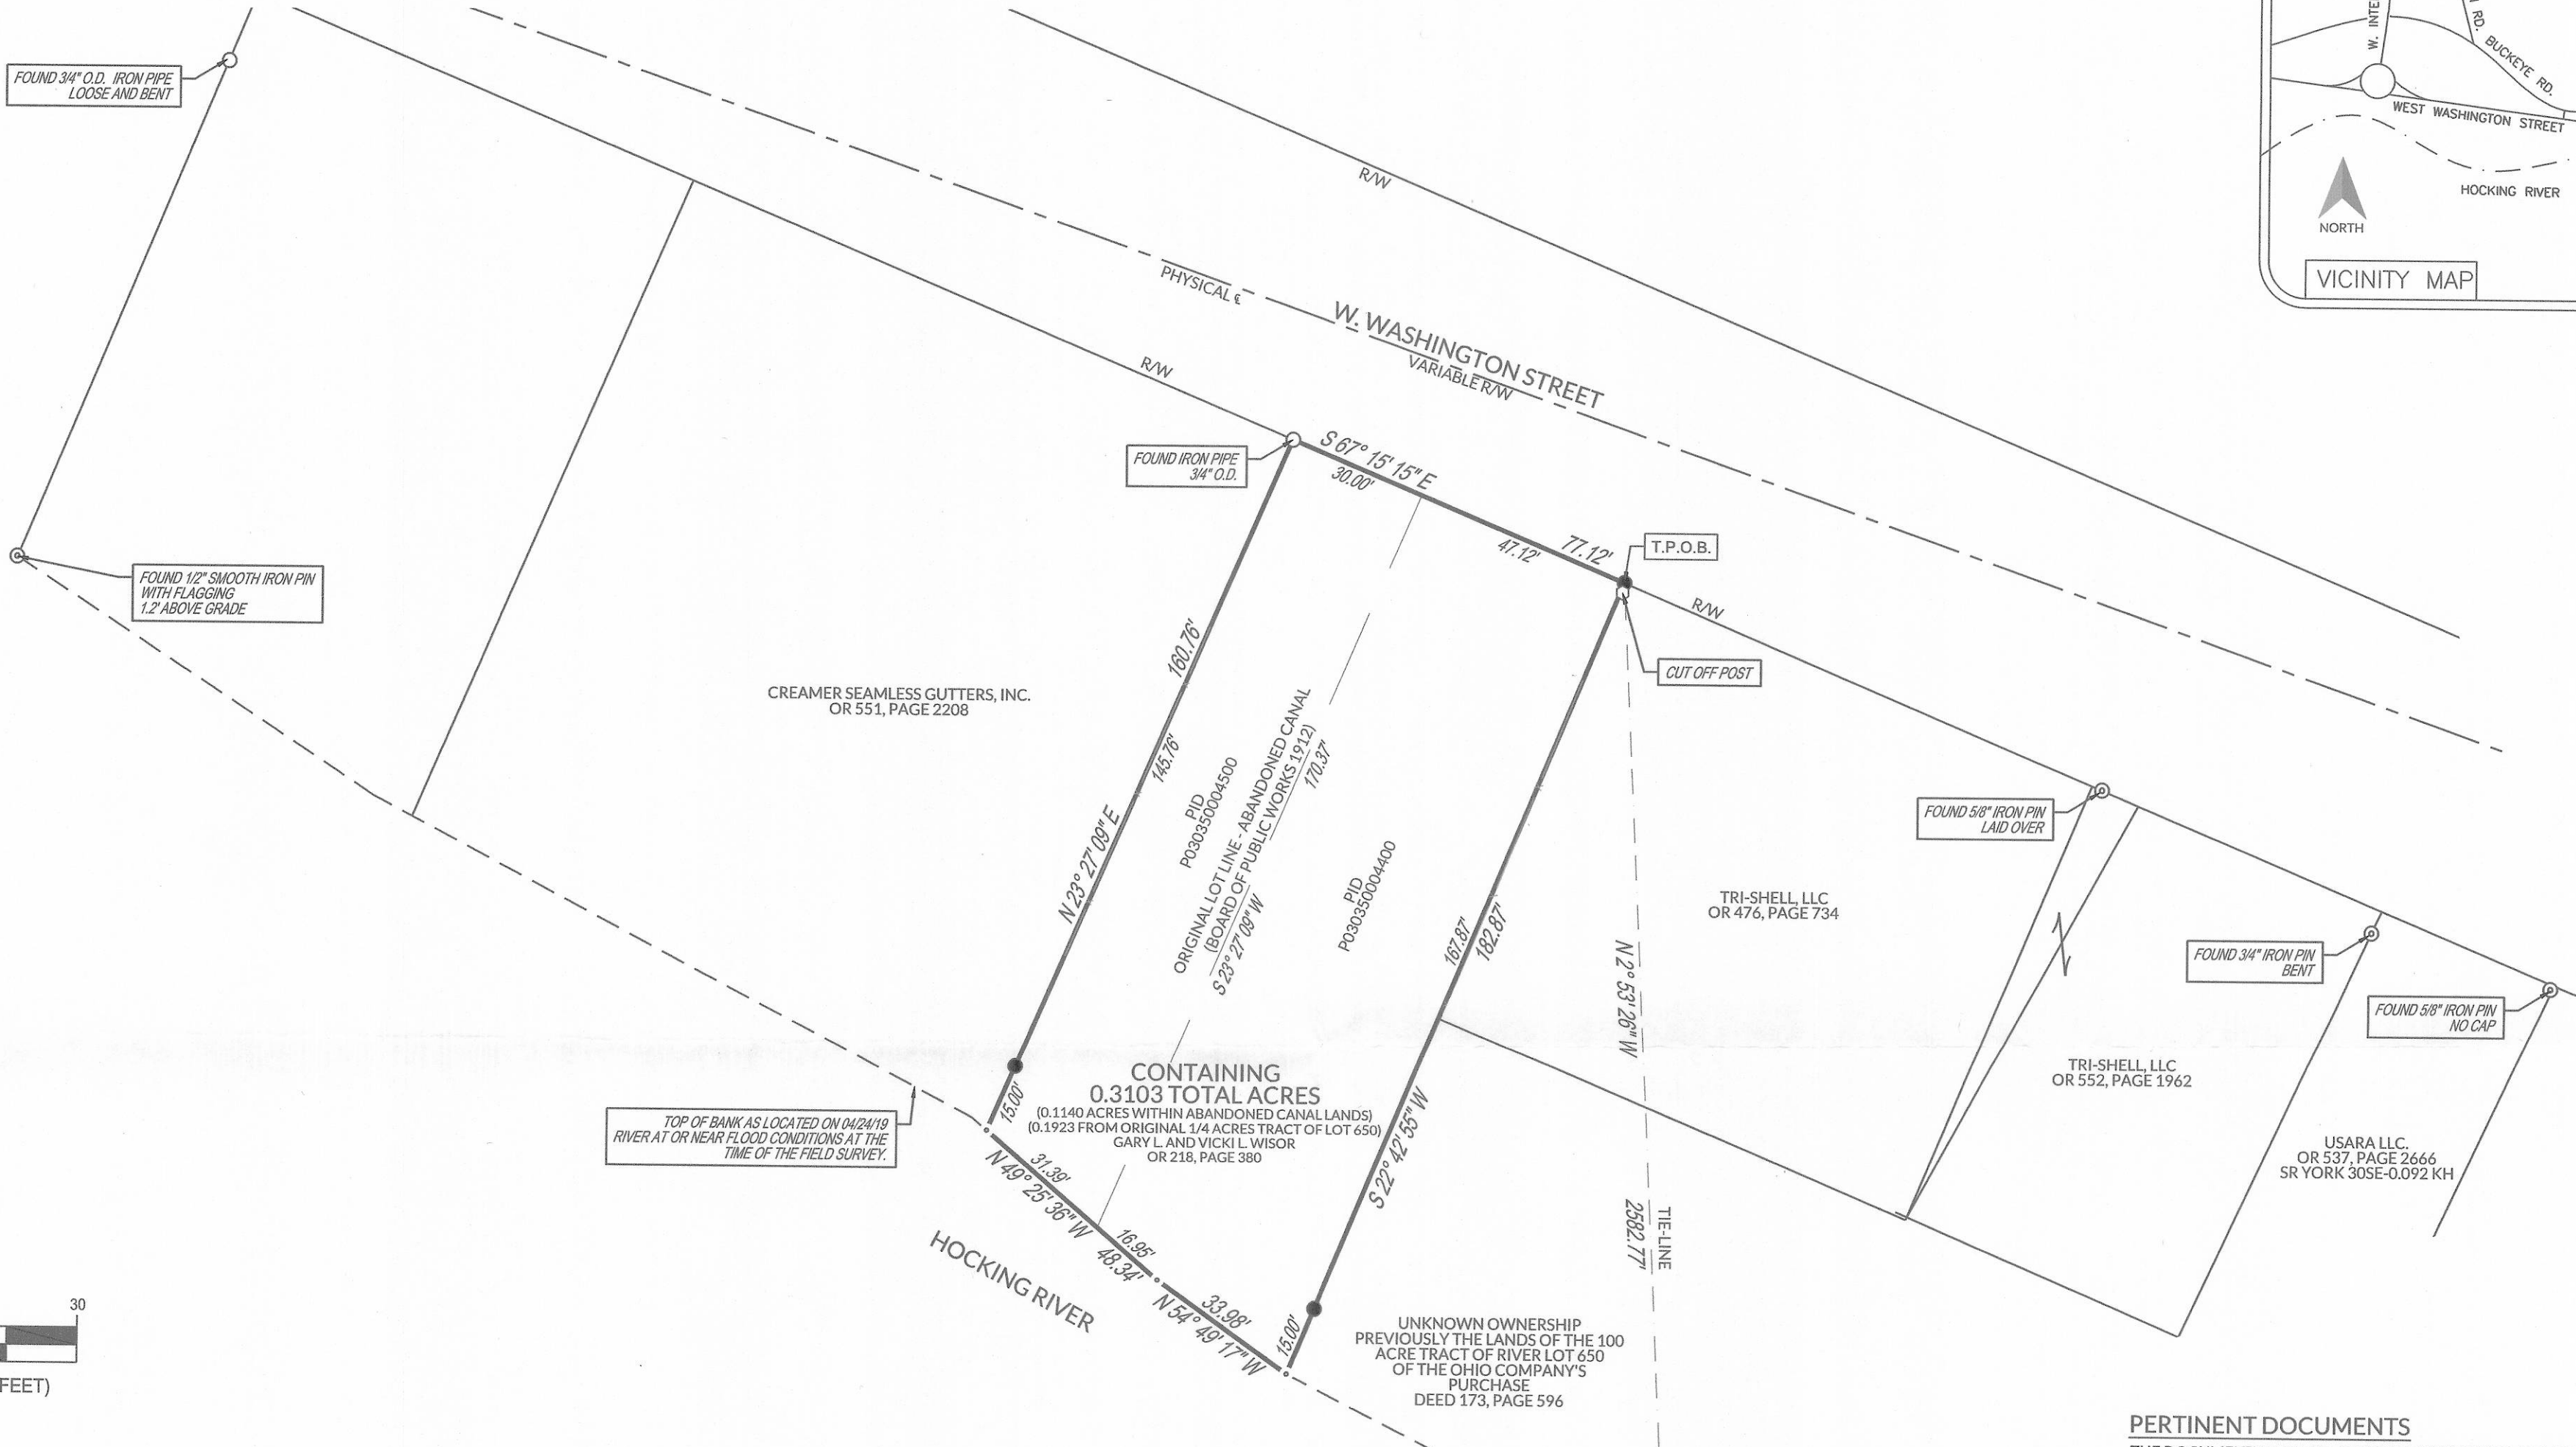 FOUND 3/4" O.D. IRON PIPE
LOOSE AND BENT
W. INTE
RD.
BUCKEYE RD.
WEST WASHINGTON STREET
HOCKING RIVER
NORTH
VICINITY MAP
R/W
PHYSICAL ℄
W. WASHINGTON STREET
VARIABLE R/W
R/W
FOUND IRON PIPE
3/4" O.D.
S 67° 15' 15" E
30.00'
47.12'
77.12'
T.P.O.B.
R/W
CUT OFF POST
FOUND 1/2" SMOOTH IRON PIN
WITH FLAGGING
1.2' ABOVE GRADE
CREAMER SEAMLESS GUTTERS, INC.
OR 551, PAGE 2208
160.76'
145.76'
N 23° 27' 09" E
15.00'
PID
P030350004500
ORIGINAL LOT LINE - ABANDONED CANAL
(BOARD OF PUBLIC WORKS 1912)
S 23° 27' 09" W
170.37'
PID
P030350004400
167.87'
182.87'
S 22° 42' 55" W
15.00'
N 2° 53' 26" W
TIE-LINE
2582.77'
TRI-SHELL, LLC
OR 476, PAGE 734
FOUND 5/8" IRON PIN
LAID OVER
FOUND 3/4" IRON PIN
BENT
FOUND 5/8" IRON PIN
NO CAP
TRI-SHELL, LLC
OR 552, PAGE 1962
USARA LLC.
OR 537, PAGE 2666
SR YORK 30SE-0.092 KH
CONTAINING
0.3103 TOTAL ACRES
(0.1140 ACRES WITHIN ABANDONED CANAL LANDS)
(0.1923 FROM ORIGINAL 1/4 ACRES TRACT OF LOT 650)
GARY L. AND VICKI L. WISOR
OR 218, PAGE 380
TOP OF BANK AS LOCATED ON 04/24/19
RIVER AT OR NEAR FLOOD CONDITIONS AT THE
TIME OF THE FIELD SURVEY.
31.39'
N 49° 25' 36" W
16.95'
48.34'
33.98'
N 54° 49' 17" W
HOCKING RIVER
UNKNOWN OWNERSHIP
PREVIOUSLY THE LANDS OF THE 100
ACRE TRACT OF RIVER LOT 650
OF THE OHIO COMPANY'S
PURCHASE
DEED 173, PAGE 596
30
FEET)
PERTINENT DOCUMENTS